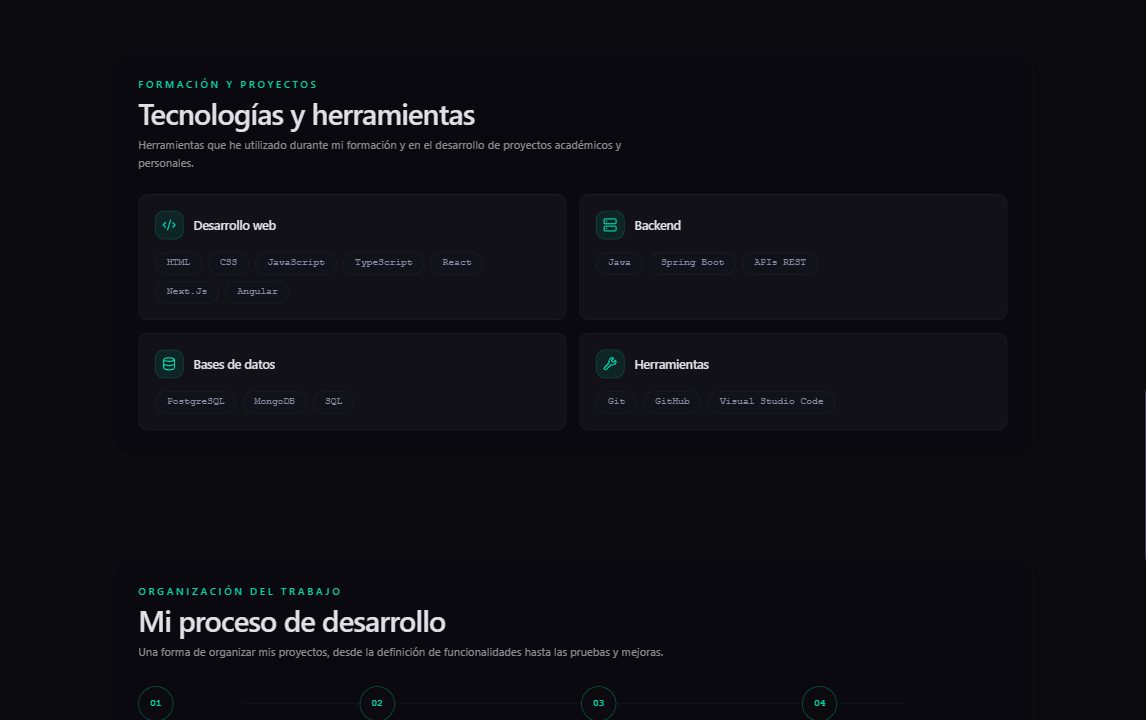 FORMACIÓN Y PROYECTOS
Tecnologías y herramientas
Herramientas que he utilizado durante mi formación y en el desarrollo de proyectos académicos y
personales.
Desarrollo web
HTML CSS JavaScript TypeScript React
Next.Js Angular
Backend
Java Spring Boot APIs REST
Bases de datos
PostgreSQL MongoDB SQL
Herramientas
Git GitHub Visual Studio Code
ORGANIZACIÓN DEL TRABAJO
Mi proceso de desarrollo
Una forma de organizar mis proyectos, desde la definición de funcionalidades hasta las pruebas y mejoras.
01 02 03 04